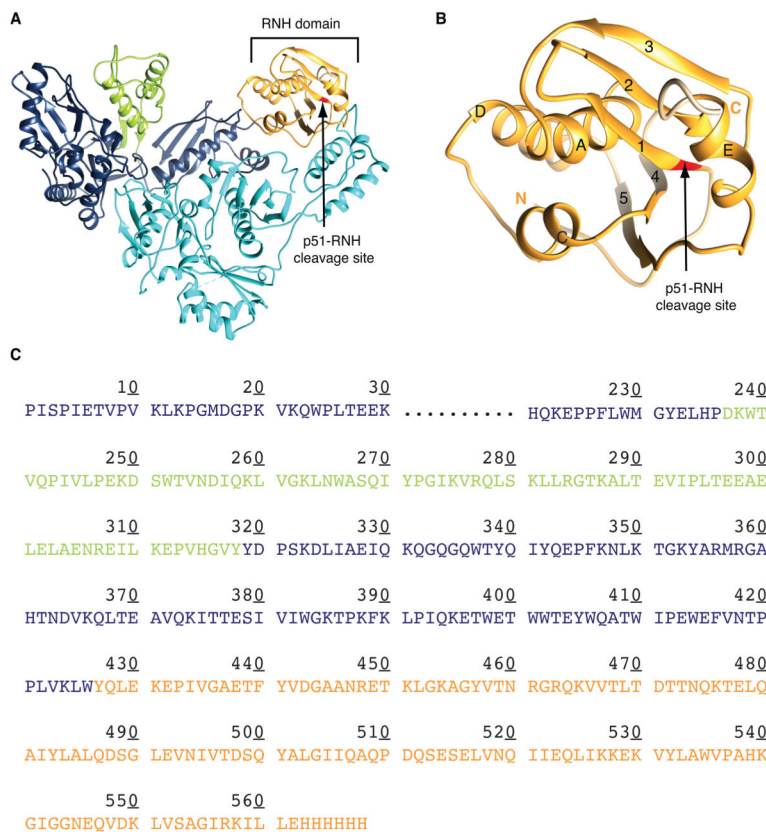 A
RNH domain
p51-RNH
cleavage site
B
3
2
D
C
A
1
E
4
N
5
C
p51-RNH
cleavage site
C
10 20 30 230 240
PISPIETVPV KLKPGMDGPK VKQWPLTEEK .......... HQKEPPFLWM GYELHPDKWT
250 260 270 280 290 300
VQPIVLPEKD SWTVNDIQKL VGKLNWASQI YPGIKVRQLS KLLRGTKALT EVIPLTEEAE
310 320 330 340 350 360
LELAENREIL KEPVHGVYYD PSKDLIAEIQ KQGQGQWTYQ IYQEPFKNLK TGKYARMRGA
370 380 390 400 410 420
HTNDVKQLTE AVQKITTESI VIWGKTPKFK LPIQKETWET WWTEYWQATW IPEWEFVNTP
430 440 450 460 470 480
PLVKLWYQLE KEPIVGAETF YVDGAANRET KLGKAGYVTN RGRQKVVTLT DTTNQKTELQ
490 500 510 520 530 540
AIYLALQDSG LEVNIVTDSQ YALGIIQAQP DQSESELVNQ IIEQLIKKEK VYLAWVPAHK
550 560
GIGGNEQVDK LVSAGIRKIL LEHHHHHH